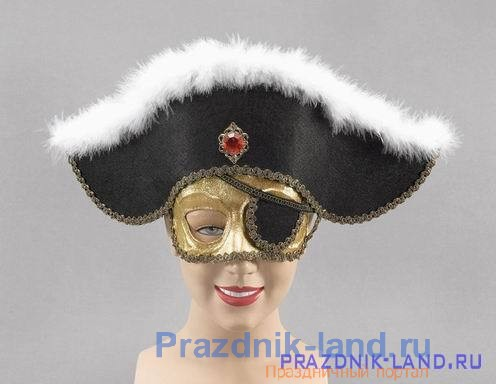 Prazdnik-land.ru
Праздничный портал
PRAZDNIK-LAND.RU